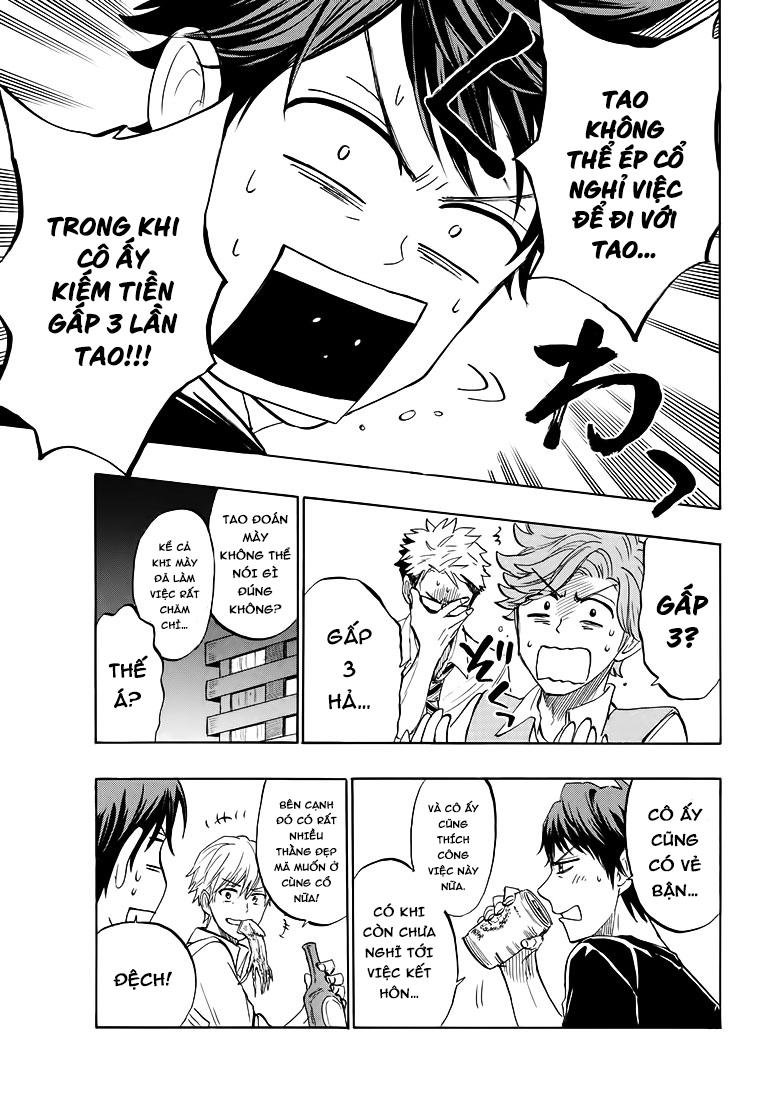 TAO
KHÔNG
THỂ ÉP CỔ
NGHỈ VIỆC
ĐỂ ĐI VỚI
TAO...
TRONG KHI
CÔ ẤY
KIẾM TIỀN
GẤP 3 LẦN
TAO!!!
くわっ
GẤP
3?
GẤP
3
HẢ...
TAO ĐOÁN
MÀY
KHÔNG THỂ
NÓI GÌ
ĐÚNG
KHÔNG?
KỂ CẢ
KHI MÀY
ĐÃ LÀM
VIỆC RẤT
CHĂM
CHỈ...
THẾ
Á?
CÔ ẤY
CŨNG
CÓ VẺ
BẬN...
VÀ CÔ ẤY
CŨNG
THÍCH
CÔNG
VIỆC NÀY
NỮA.
CÓ KHI
CÒN CHƯA
NGHĨ TỚI
VIỆC KẾT
HÔN...
BÊN CẠNH
ĐÓ CÓ RẤT
NHIỀU
THẰNG ĐẸP
MÃ MUỐN Ở
CÙNG CỔ
NỮA!
ĐỆCH!